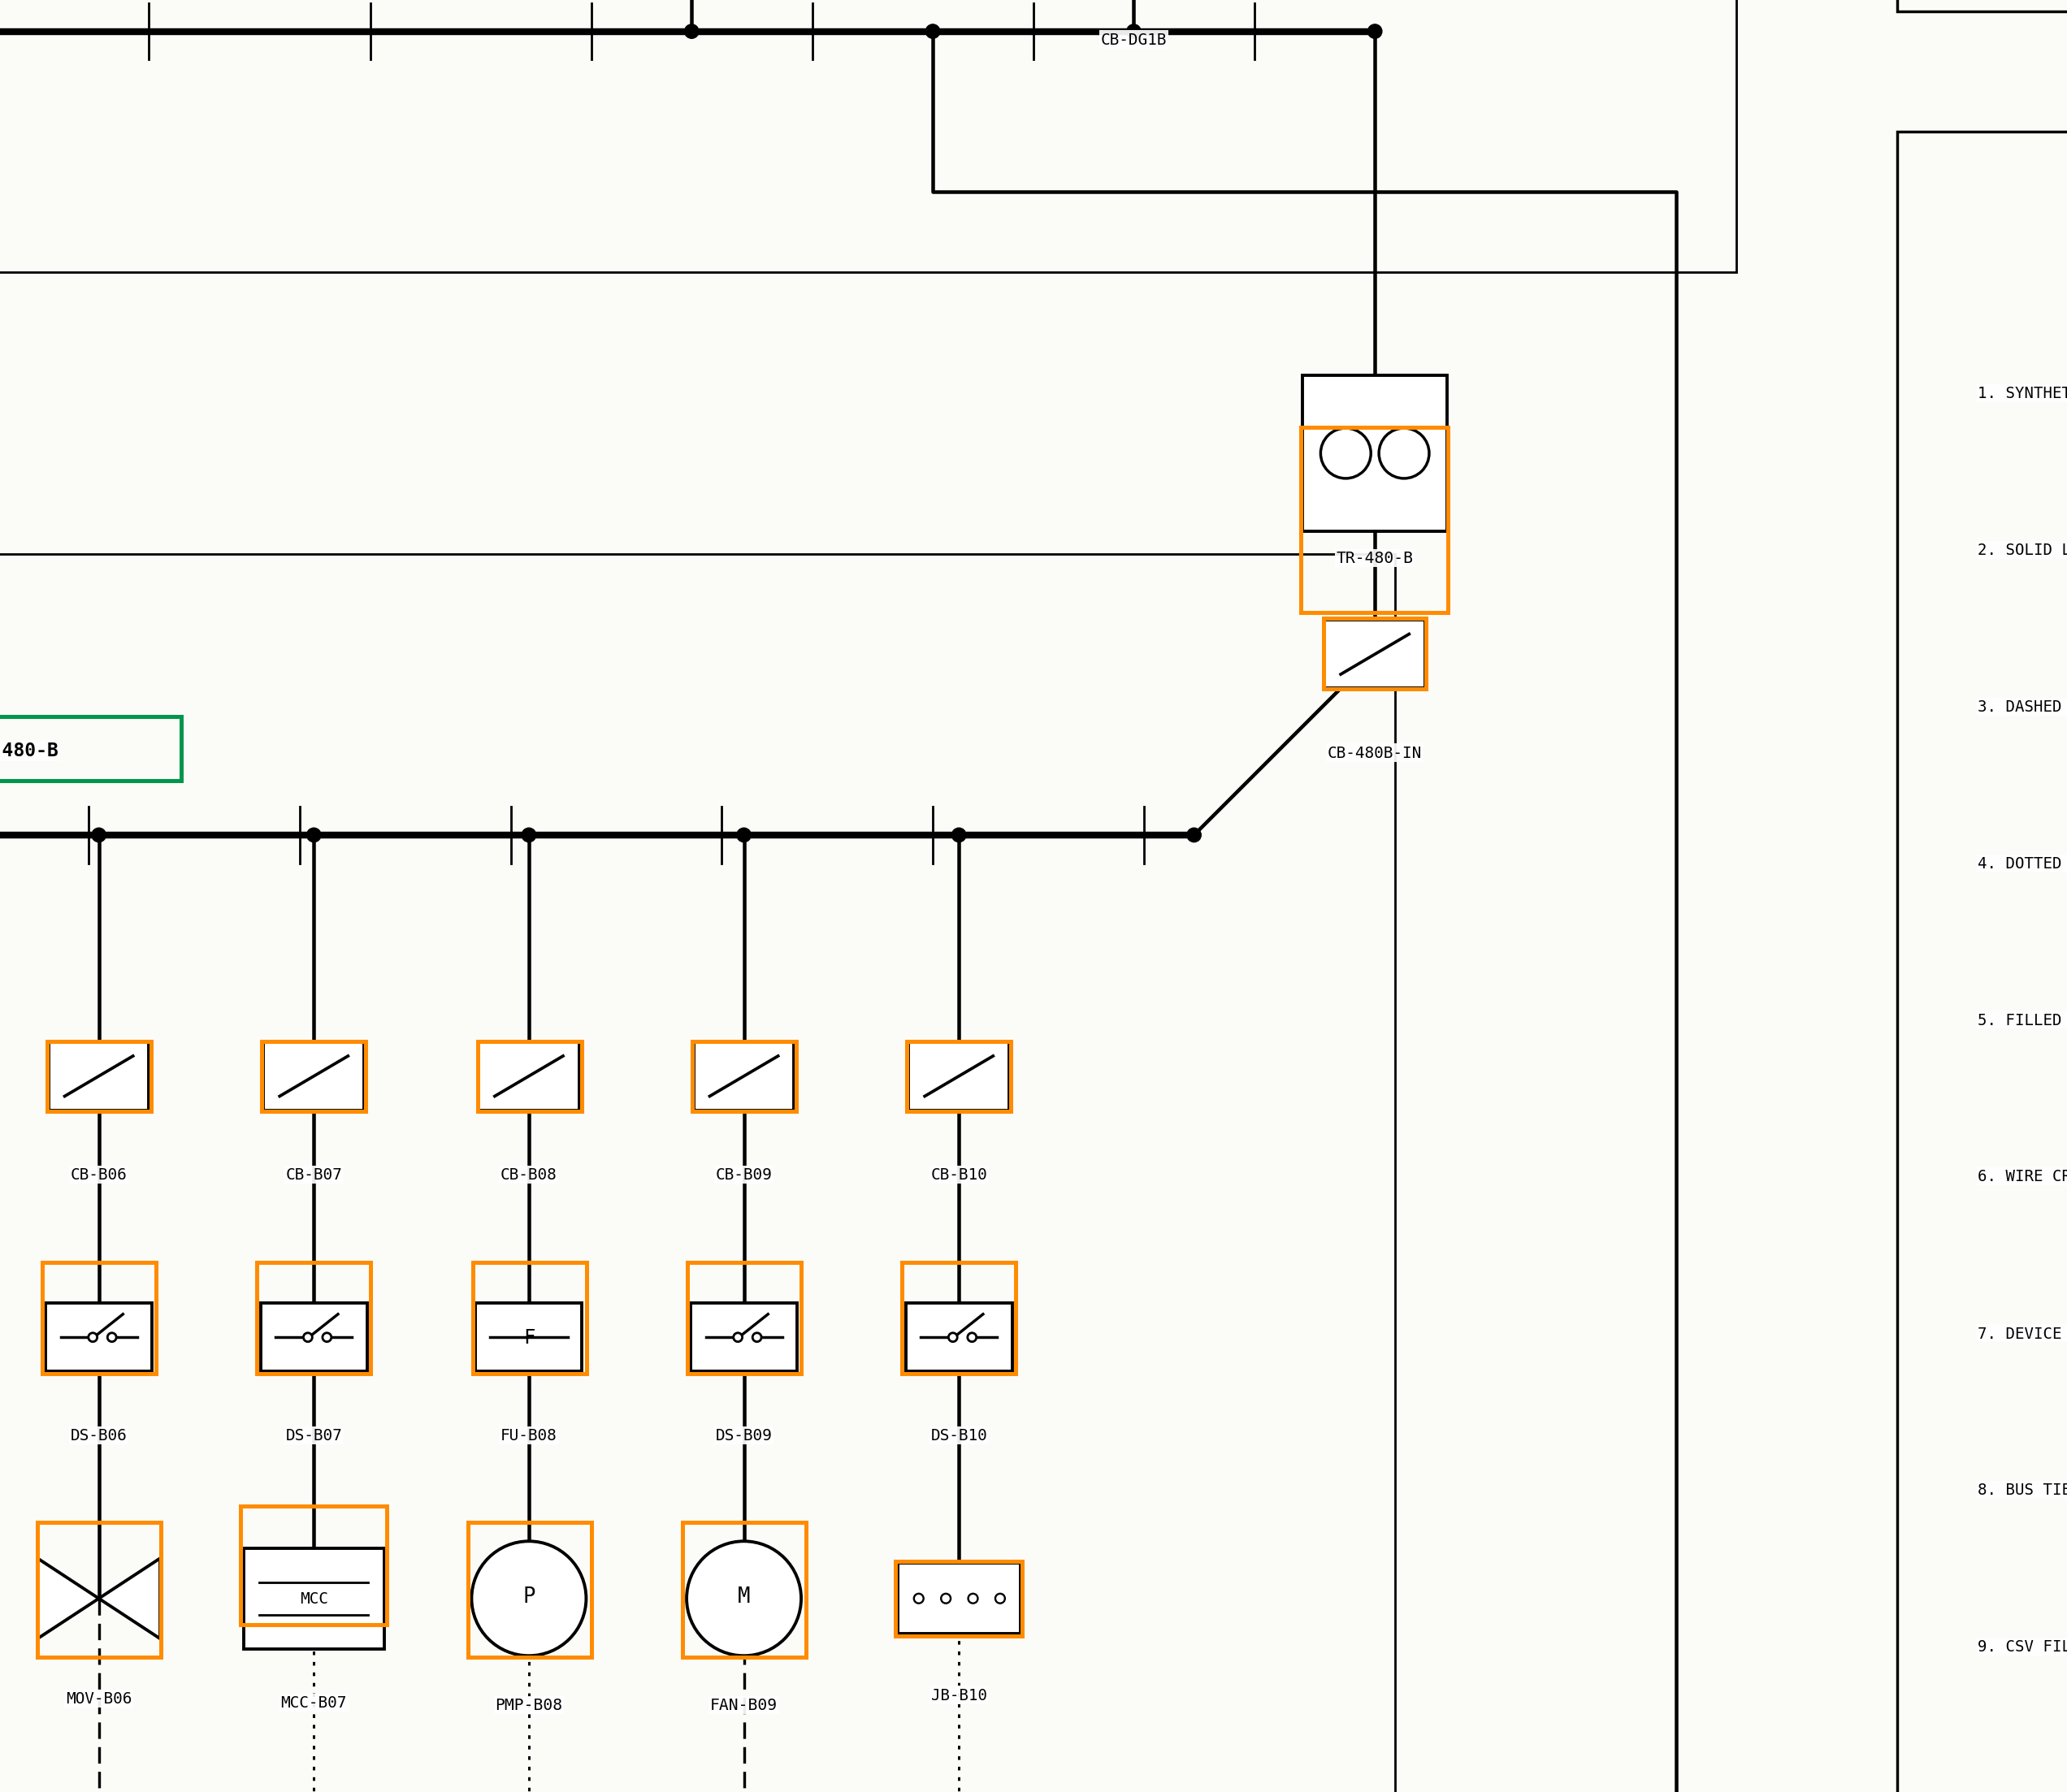 CB-DG1B
1. SYNTHET
TR-480-B
2. SOLID L
3. DASHED
480-B
CB-480B-IN
4. DOTTED
5. FILLED
CB-B06
CB-B07
CB-B08
CB-B09
CB-B10
6. WIRE CR
7. DEVICE
F
DS-B06
DS-B07
FU-B08
DS-B09
DS-B10
8. BUS TIE
MCC
P
M
9. CSV FIL
MOV-B06
MCC-B07
PMP-B08
FAN-B09
JB-B10